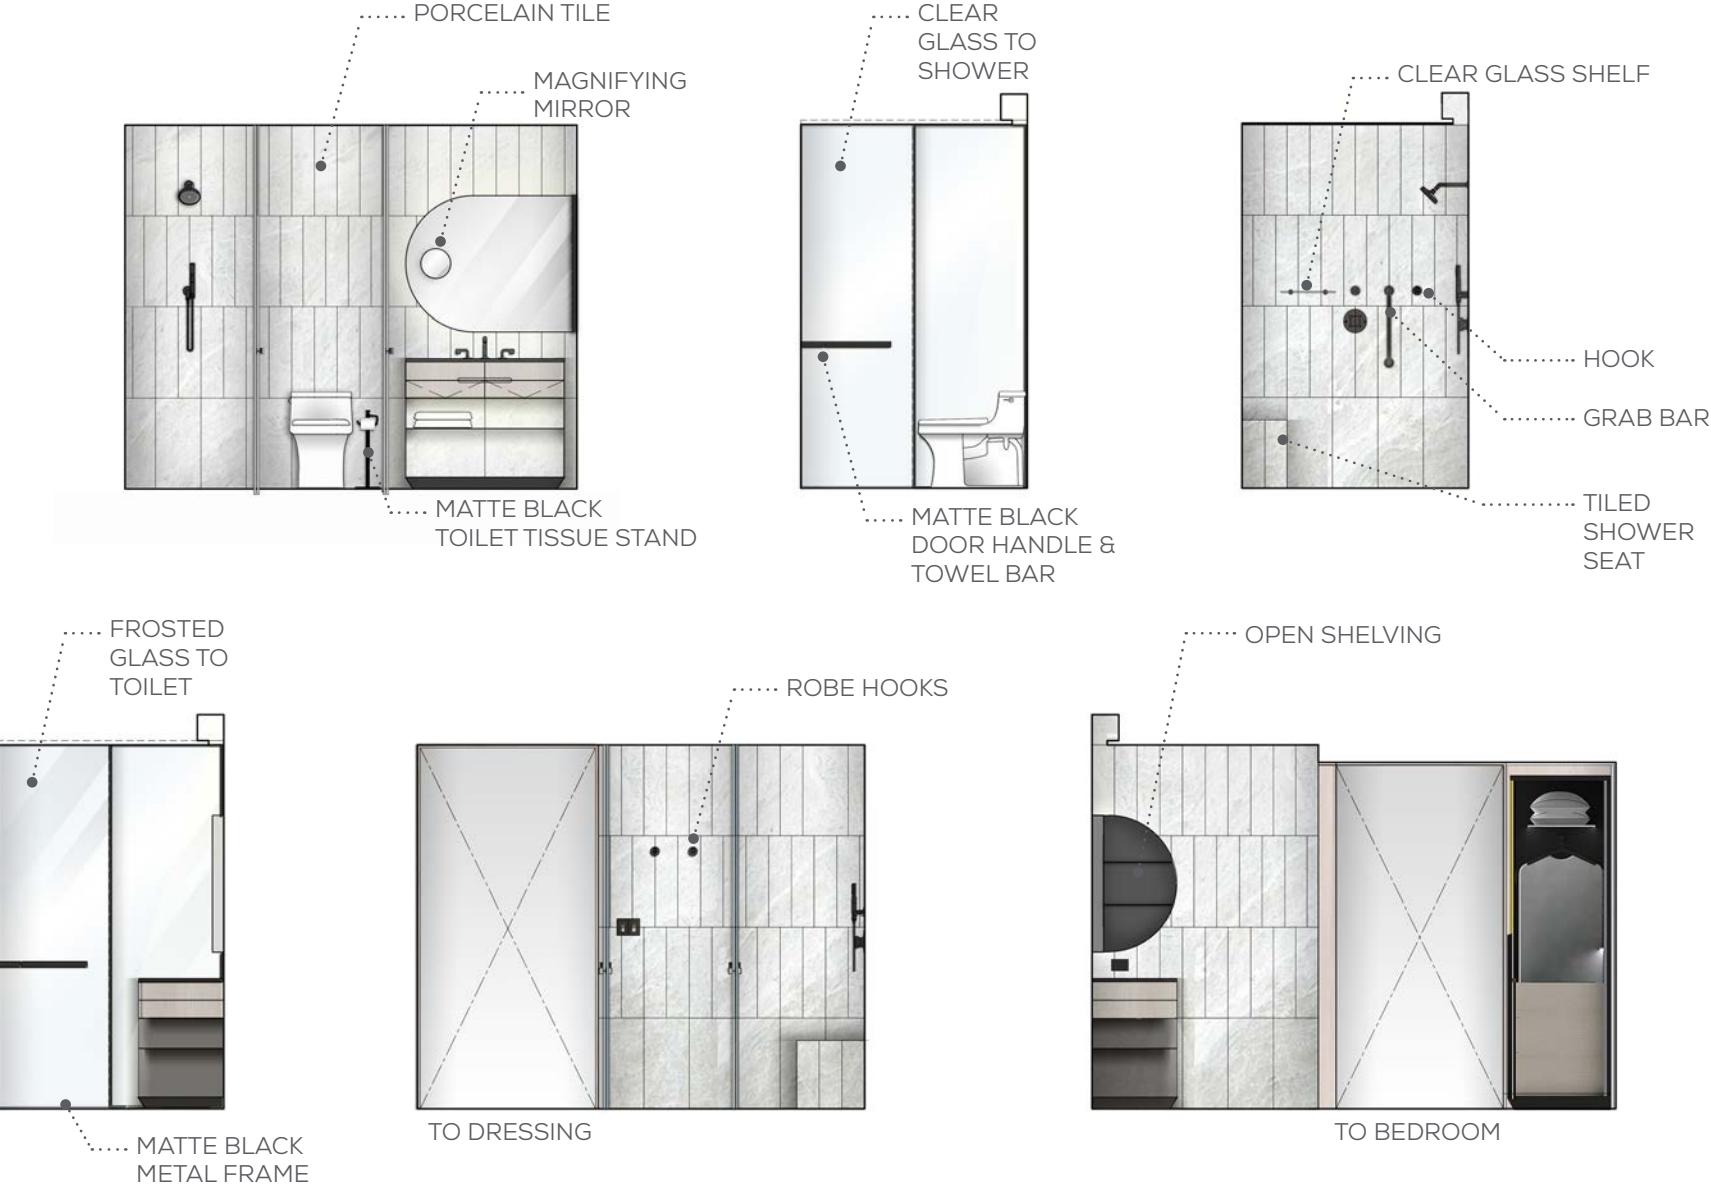 PORCELAIN TILE
MAGNIFYING
MIRROR
MATTE BLACK
TOILET TISSUE STAND
CLEAR
GLASS TO
SHOWER
MATTE BLACK
DOOR HANDLE &
TOWEL BAR
CLEAR GLASS SHELF
HOOK
GRAB BAR
TILED
SHOWER
SEAT
FROSTED
GLASS TO
TOILET
MATTE BLACK
METAL FRAME
ROBE HOOKS
TO DRESSING
OPEN SHELVING
TO BEDROOM